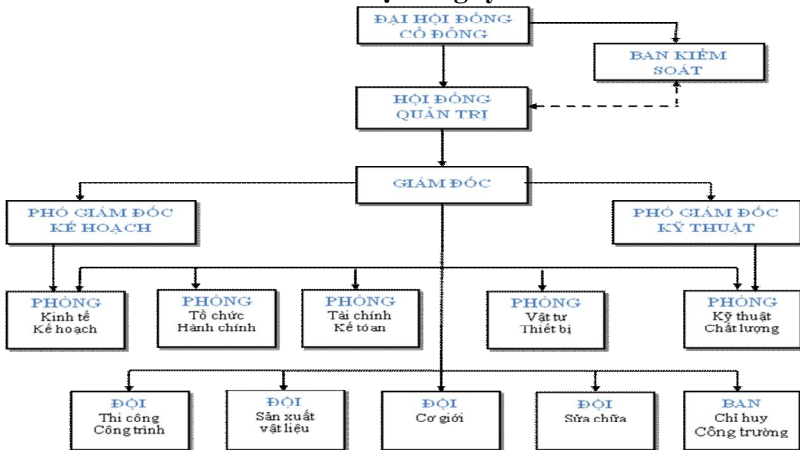 ĐẠI HỘI ĐỒNG
CỔ ĐÔNG
BAN KIỂM
SOÁT
HỘI ĐỒNG
QUẢN TRỊ
GIÁM ĐỐC
PHÓ GIÁM ĐỐC
KẾ HOẠCH
PHÓ GIÁM ĐỐC
KỸ THUẬT
PHÒNG
Kinh tế
Kế hoạch
PHÒNG
Tổ chức
Hành chính
PHÒNG
Tài chính
Kế tóan
PHÒNG
Vật tư
Thiết bị
PHÒNG
Kỹ thuật
Chất lượng
ĐỘI
Thi công
Công trình
ĐỘI
Sản xuất
vật liệu
ĐỘI
Cơ giới
ĐỘI
Sửa chữa
BAN
Chỉ huy
Công trường